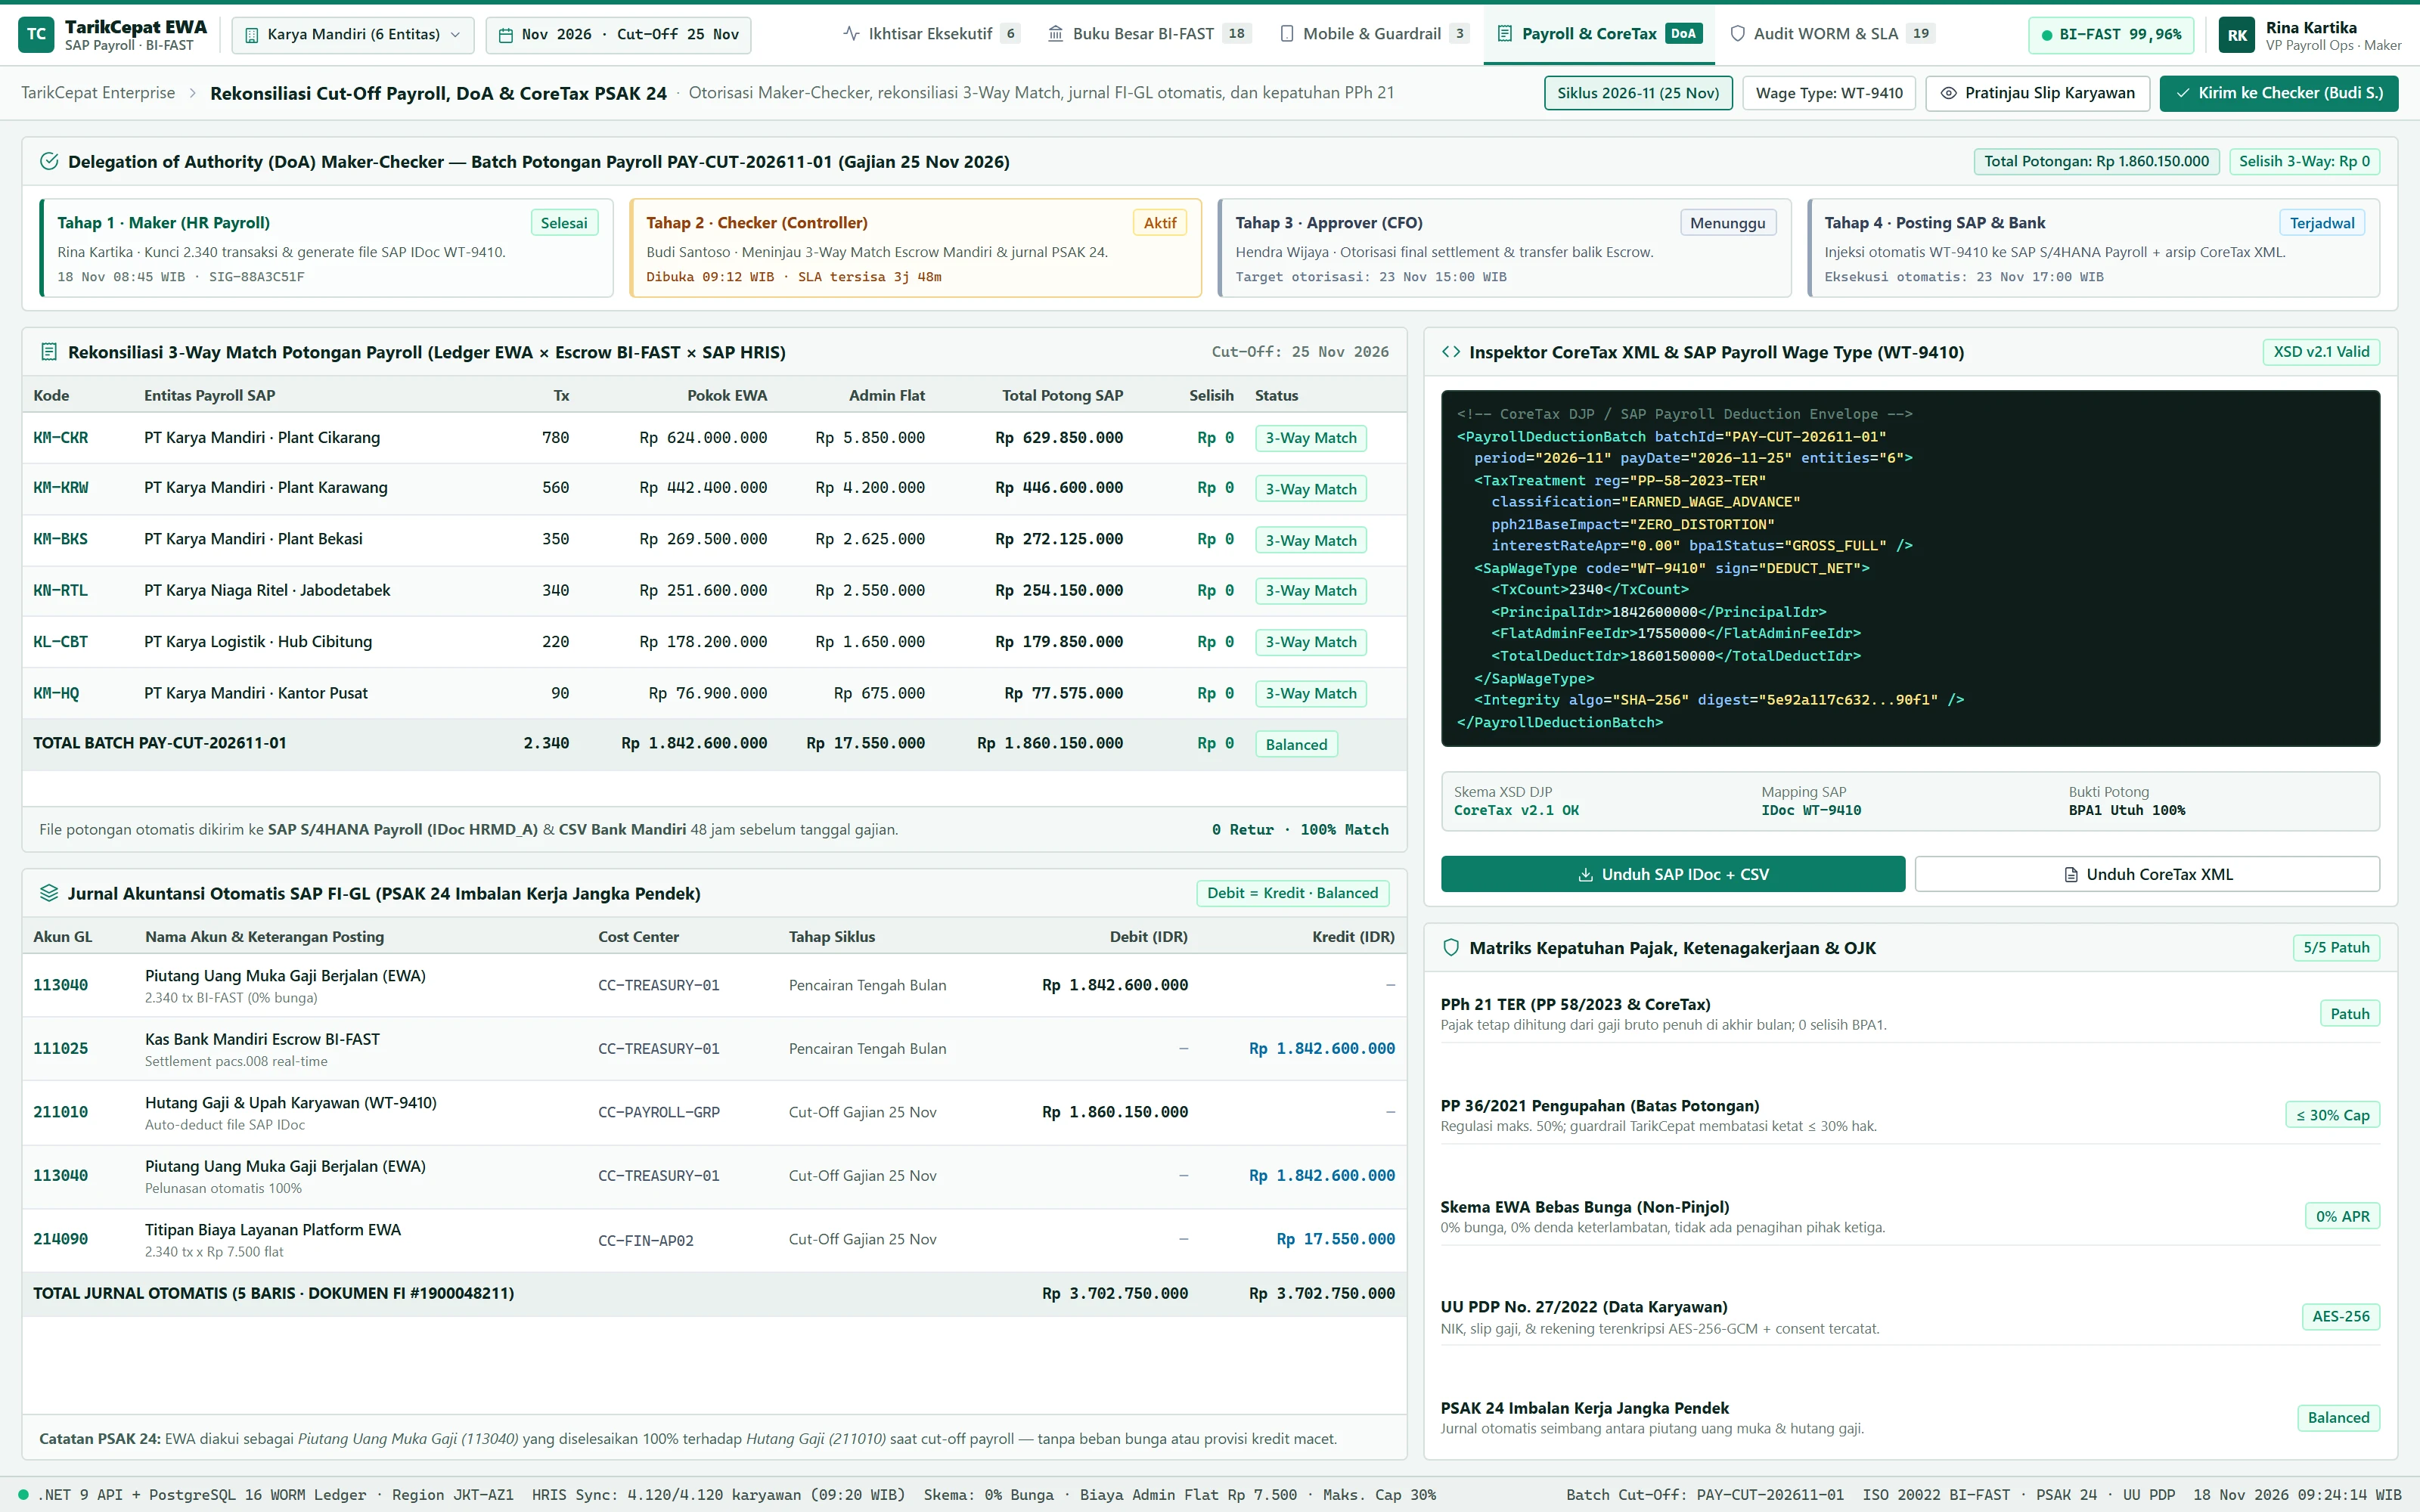 TC
TarikCepat EWA
SAP Payroll · BI-FAST
Karya Mandiri (6 Entitas)
Nov 2026 · Cut-Off 25 Nov
Ikhtisar Eksekutif 6
Buku Besar BI-FAST 18
Mobile & Guardrail 3
Payroll & CoreTax DoA
Audit WORM & SLA 19
BI-FAST 99,96%
RK
Rina Kartika
VP Payroll Ops · Maker
TarikCepat Enterprise
Rekonsiliasi Cut-Off Payroll, DoA & CoreTax PSAK 24 · Otorisasi Maker-Checker, rekonsiliasi 3-Way Match, jurnal FI-GL otomatis, dan kepatuhan PPh 21
Siklus 2026-11 (25 Nov)
Wage Type: WT-9410
Pratinjau Slip Karyawan
Kirim ke Checker (Budi S.)
Delegation of Authority (DoA) Maker-Checker — Batch Potongan Payroll PAY-CUT-202611-01 (Gajian 25 Nov 2026)
Total Potongan: Rp 1.860.150.000
Selisih 3-Way: Rp 0
Tahap 1 · Maker (HR Payroll)
Selesai
Rina Kartika · Kunci 2.340 transaksi & generate file SAP IDoc WT-9410.
18 Nov 08:45 WIB · SIG-88A3C51F
Tahap 2 · Checker (Controller)
Aktif
Budi Santoso · Meninjau 3-Way Match Escrow Mandiri & jurnal PSAK 24.
Dibuka 09:12 WIB · SLA tersisa 3j 48m
Tahap 3 · Approver (CFO)
Menunggu
Hendra Wijaya · Otorisasi final settlement & transfer balik Escrow.
Target otorisasi: 23 Nov 15:00 WIB
Tahap 4 · Posting SAP & Bank
Terjadwal
Injeksi otomatis WT-9410 ke SAP S/4HANA Payroll + arsip CoreTax XML.
Eksekusi otomatis: 23 Nov 17:00 WIB
Rekonsiliasi 3-Way Match Potongan Payroll (Ledger EWA × Escrow BI-FAST × SAP HRIS)
Cut-Off: 25 Nov 2026
Kode Entitas Payroll SAP Tx Pokok EWA Admin Flat Total Potong SAP Selisih Status
KM-CKR PT Karya Mandiri · Plant Cikarang 780 Rp 624.000.000 Rp 5.850.000 Rp 629.850.000 Rp 0 3-Way Match
KM-KRW PT Karya Mandiri · Plant Karawang 560 Rp 442.400.000 Rp 4.200.000 Rp 446.600.000 Rp 0 3-Way Match
KM-BKS PT Karya Mandiri · Plant Bekasi 350 Rp 269.500.000 Rp 2.625.000 Rp 272.125.000 Rp 0 3-Way Match
KN-RTL PT Karya Niaga Ritel · Jabodetabek 340 Rp 251.600.000 Rp 2.550.000 Rp 254.150.000 Rp 0 3-Way Match
KL-CBT PT Karya Logistik · Hub Cibitung 220 Rp 178.200.000 Rp 1.650.000 Rp 179.850.000 Rp 0 3-Way Match
KM-HQ PT Karya Mandiri · Kantor Pusat 90 Rp 76.900.000 Rp 675.000 Rp 77.575.000 Rp 0 3-Way Match
TOTAL BATCH PAY-CUT-202611-01 2.340 Rp 1.842.600.000 Rp 17.550.000 Rp 1.860.150.000 Rp 0 Balanced
File potongan otomatis dikirim ke SAP S/4HANA Payroll (IDoc HRMD_A) & CSV Bank Mandiri 48 jam sebelum tanggal gajian.
0 Retur · 100% Match
Jurnal Akuntansi Otomatis SAP FI-GL (PSAK 24 Imbalan Kerja Jangka Pendek)
Debit = Kredit · Balanced
Akun GL Nama Akun & Keterangan Posting Cost Center Tahap Siklus Debit (IDR) Kredit (IDR)
113040 Piutang Uang Muka Gaji Berjalan (EWA) CC-TREASURY-01 Pencairan Tengah Bulan Rp 1.842.600.000 —
2.340 tx BI-FAST (0% bunga)
111025 Kas Bank Mandiri Escrow BI-FAST CC-TREASURY-01 Pencairan Tengah Bulan — Rp 1.842.600.000
Settlement pacs.008 real-time
211010 Hutang Gaji & Upah Karyawan (WT-9410) CC-PAYROLL-GRP Cut-Off Gajian 25 Nov Rp 1.860.150.000 —
Auto-deduct file SAP IDoc
113040 Piutang Uang Muka Gaji Berjalan (EWA) CC-TREASURY-01 Cut-Off Gajian 25 Nov — Rp 1.842.600.000
Pelunasan otomatis 100%
214090 Titipan Biaya Layanan Platform EWA CC-FIN-AP02 Cut-Off Gajian 25 Nov — Rp 17.550.000
2.340 tx x Rp 7.500 flat
TOTAL JURNAL OTOMATIS (5 BARIS · DOKUMEN FI #1900048211) Rp 3.702.750.000 Rp 3.702.750.000
Catatan PSAK 24: EWA diakui sebagai Piutang Uang Muka Gaji (113040) yang diselesaikan 100% terhadap Hutang Gaji (211010) saat cut-off payroll — tanpa beban bunga atau provisi kredit macet.
Inspektor CoreTax XML & SAP Payroll Wage Type (WT-9410)
XSD v2.1 Valid
<!-- CoreTax DJP / SAP Payroll Deduction Envelope -->
<PayrollDeductionBatch batchId="PAY-CUT-202611-01"
period="2026-11" payDate="2026-11-25" entities="6">
<TaxTreatment reg="PP-58-2023-TER"
classification="EARNED_WAGE_ADVANCE"
pph21BaseImpact="ZERO_DISTORTION"
interestRateApr="0.00" bpa1Status="GROSS_FULL" />
<SapWageType code="WT-9410" sign="DEDUCT_NET">
<TxCount>2340</TxCount>
<PrincipalIdr>1842600000</PrincipalIdr>
<FlatAdminFeeIdr>17550000</FlatAdminFeeIdr>
<TotalDeductIdr>1860150000</TotalDeductIdr>
</SapWageType>
<Integrity algo="SHA-256" digest="5e92a117c632...90f1" />
</PayrollDeductionBatch>
Skema XSD DJP Mapping SAP Bukti Potong
CoreTax v2.1 OK IDoc WT-9410 BPA1 Utuh 100%
Unduh SAP IDoc + CSV
Unduh CoreTax XML
Matriks Kepatuhan Pajak, Ketenagakerjaan & OJK
5/5 Patuh
PPh 21 TER (PP 58/2023 & CoreTax)
Pajak tetap dihitung dari gaji bruto penuh di akhir bulan; 0 selisih BPA1.
Patuh
PP 36/2021 Pengupahan (Batas Potongan)
Regulasi maks. 50%; guardrail TarikCepat membatasi ketat ≤ 30% hak.
≤ 30% Cap
Skema EWA Bebas Bunga (Non-Pinjol)
0% bunga, 0% denda keterlambatan, tidak ada penagihan pihak ketiga.
0% APR
UU PDP No. 27/2022 (Data Karyawan)
NIK, slip gaji, & rekening terenkripsi AES-256-GCM + consent tercatat.
AES-256
PSAK 24 Imbalan Kerja Jangka Pendek
Jurnal otomatis seimbang antara piutang uang muka & hutang gaji.
Balanced
.NET 9 API + PostgreSQL 16 WORM Ledger · Region JKT-AZ1 HRIS Sync: 4.120/4.120 karyawan (09:20 WIB) Skema: 0% Bunga · Biaya Admin Flat Rp 7.500 · Maks. Cap 30%
Batch Cut-Off: PAY-CUT-202611-01 ISO 20022 BI-FAST · PSAK 24 · UU PDP 18 Nov 2026 09:24:14 WIB